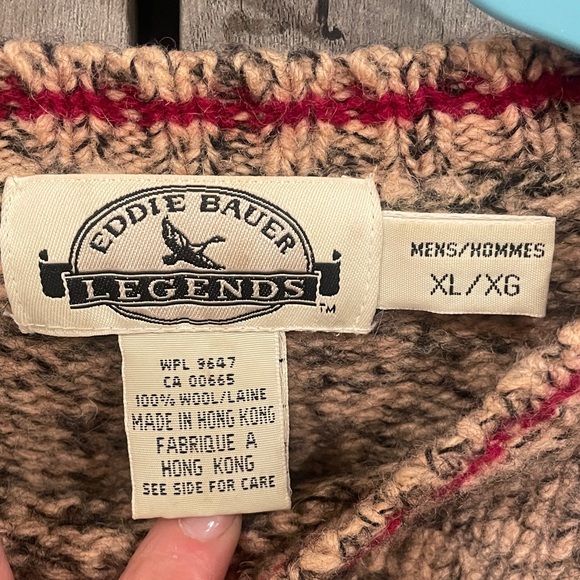 EDDIE BAUER
LEGENDS
TM
MENS/HOMMES
XL/XG
WPL 9647
CA 00665
100% WOOL/LAINE
MADE IN HONG KONG
FABRIQUE A
HONG KONG
SEE SIDE FOR CARE